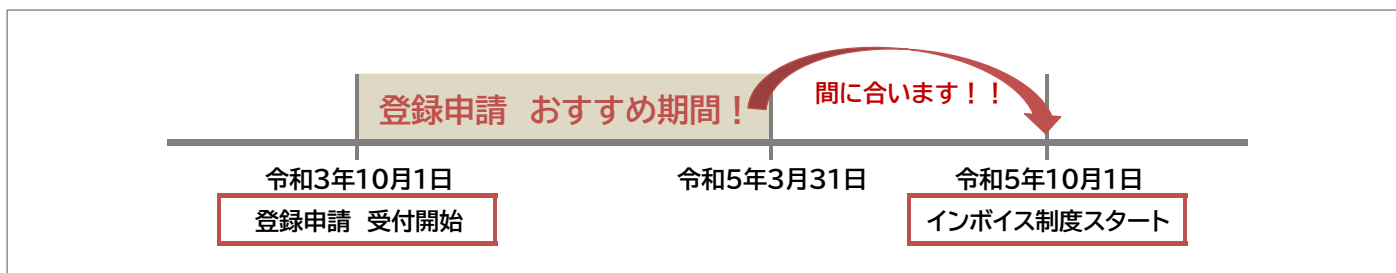 間に合います！！
登録申請 おすすめ期間！
令和3年10月1日
令和5年3月31日
令和5年10月1日
登録申請 受付開始
インボイス制度スタート